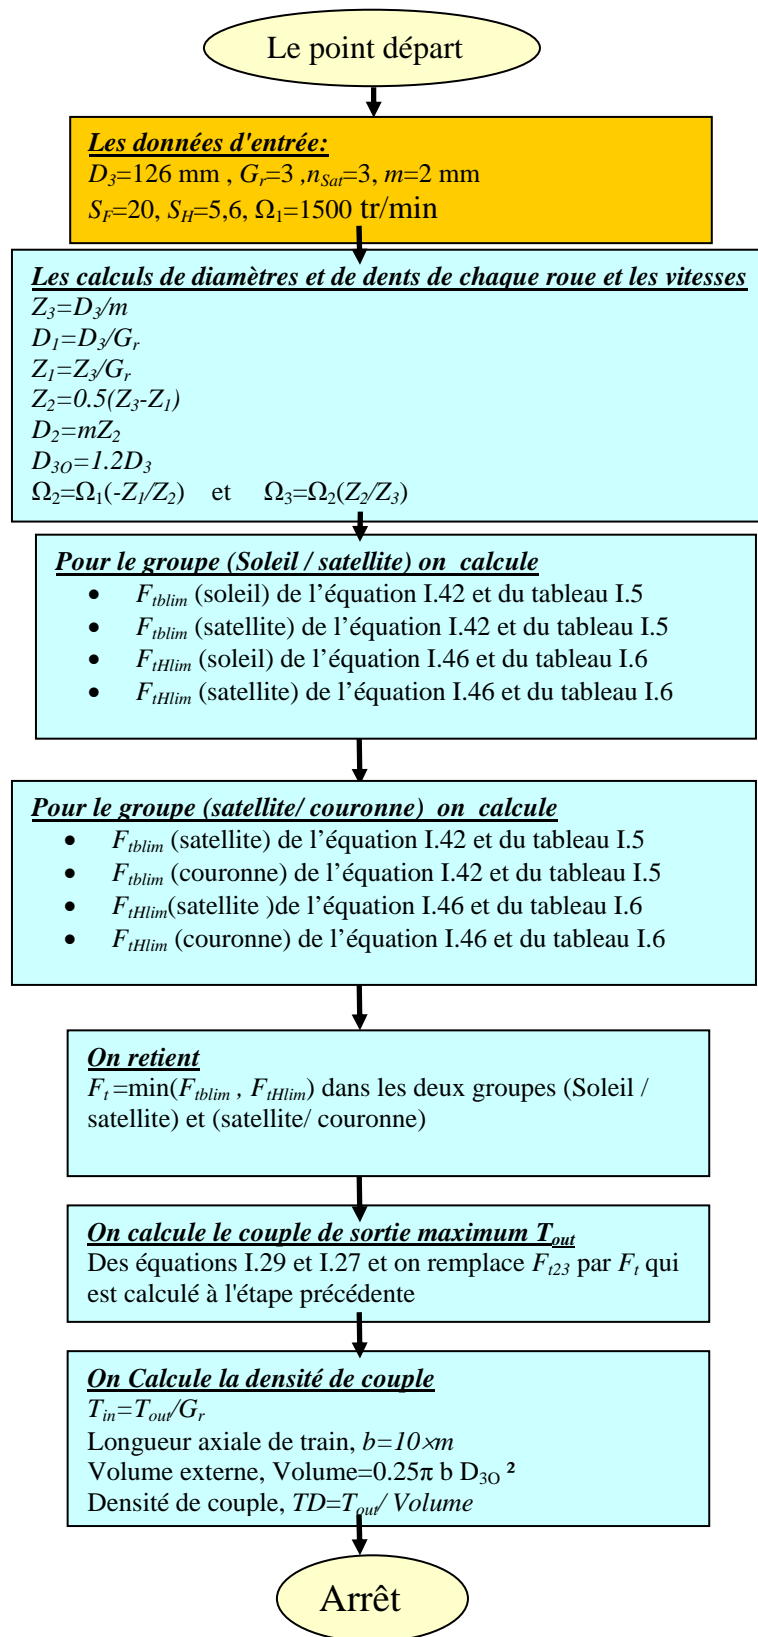 Le point départ
Les données d'entrée:
D3=126 mm , Gr=3 ,nSat=3, m=2 mm
SF=20, SH=5,6, Ω1=1500 tr/min
Les calculs de diamètres et de dents de chaque roue et les vitesses
Z3=D3/m
D1=D3/Gr
Z1=Z3/Gr
Z2=0.5(Z3-Z1)
D2=mZ2
D3O=1.2D3
Ω2=Ω1(-Z1/Z2) et Ω3=Ω2(Z2/Z3)
Pour le groupe (Soleil / satellite) on calcule
• Ftblim (soleil) de l'équation I.42 et du tableau I.5
• Ftblim (satellite) de l'équation I.42 et du tableau I.5
• FtHlim (soleil) de l'équation I.46 et du tableau I.6
• FtHlim (satellite) de l'équation I.46 et du tableau I.6
Pour le groupe (satellite/ couronne) on calcule
• Ftblim (satellite) de l'équation I.42 et du tableau I.5
• Ftblim (couronne) de l'équation I.42 et du tableau I.5
• FtHlim(satellite )de l'équation I.46 et du tableau I.6
• FtHlim (couronne) de l'équation I.46 et du tableau I.6
On retient
Ft =min(Ftblim , FtHlim) dans les deux groupes (Soleil /
satellite) et (satellite/ couronne)
On calcule le couple de sortie maximum Tout
Des équations I.29 et I.27 et on remplace Ft23 par Ft qui
est calculé à l'étape précédente
On Calcule la densité de couple
Tin=Tout/Gr
Longueur axiale de train, b=10×m
Volume externe, Volume=0.25π b D3O ²
Densité de couple, TD=Tout/ Volume
Arrêt